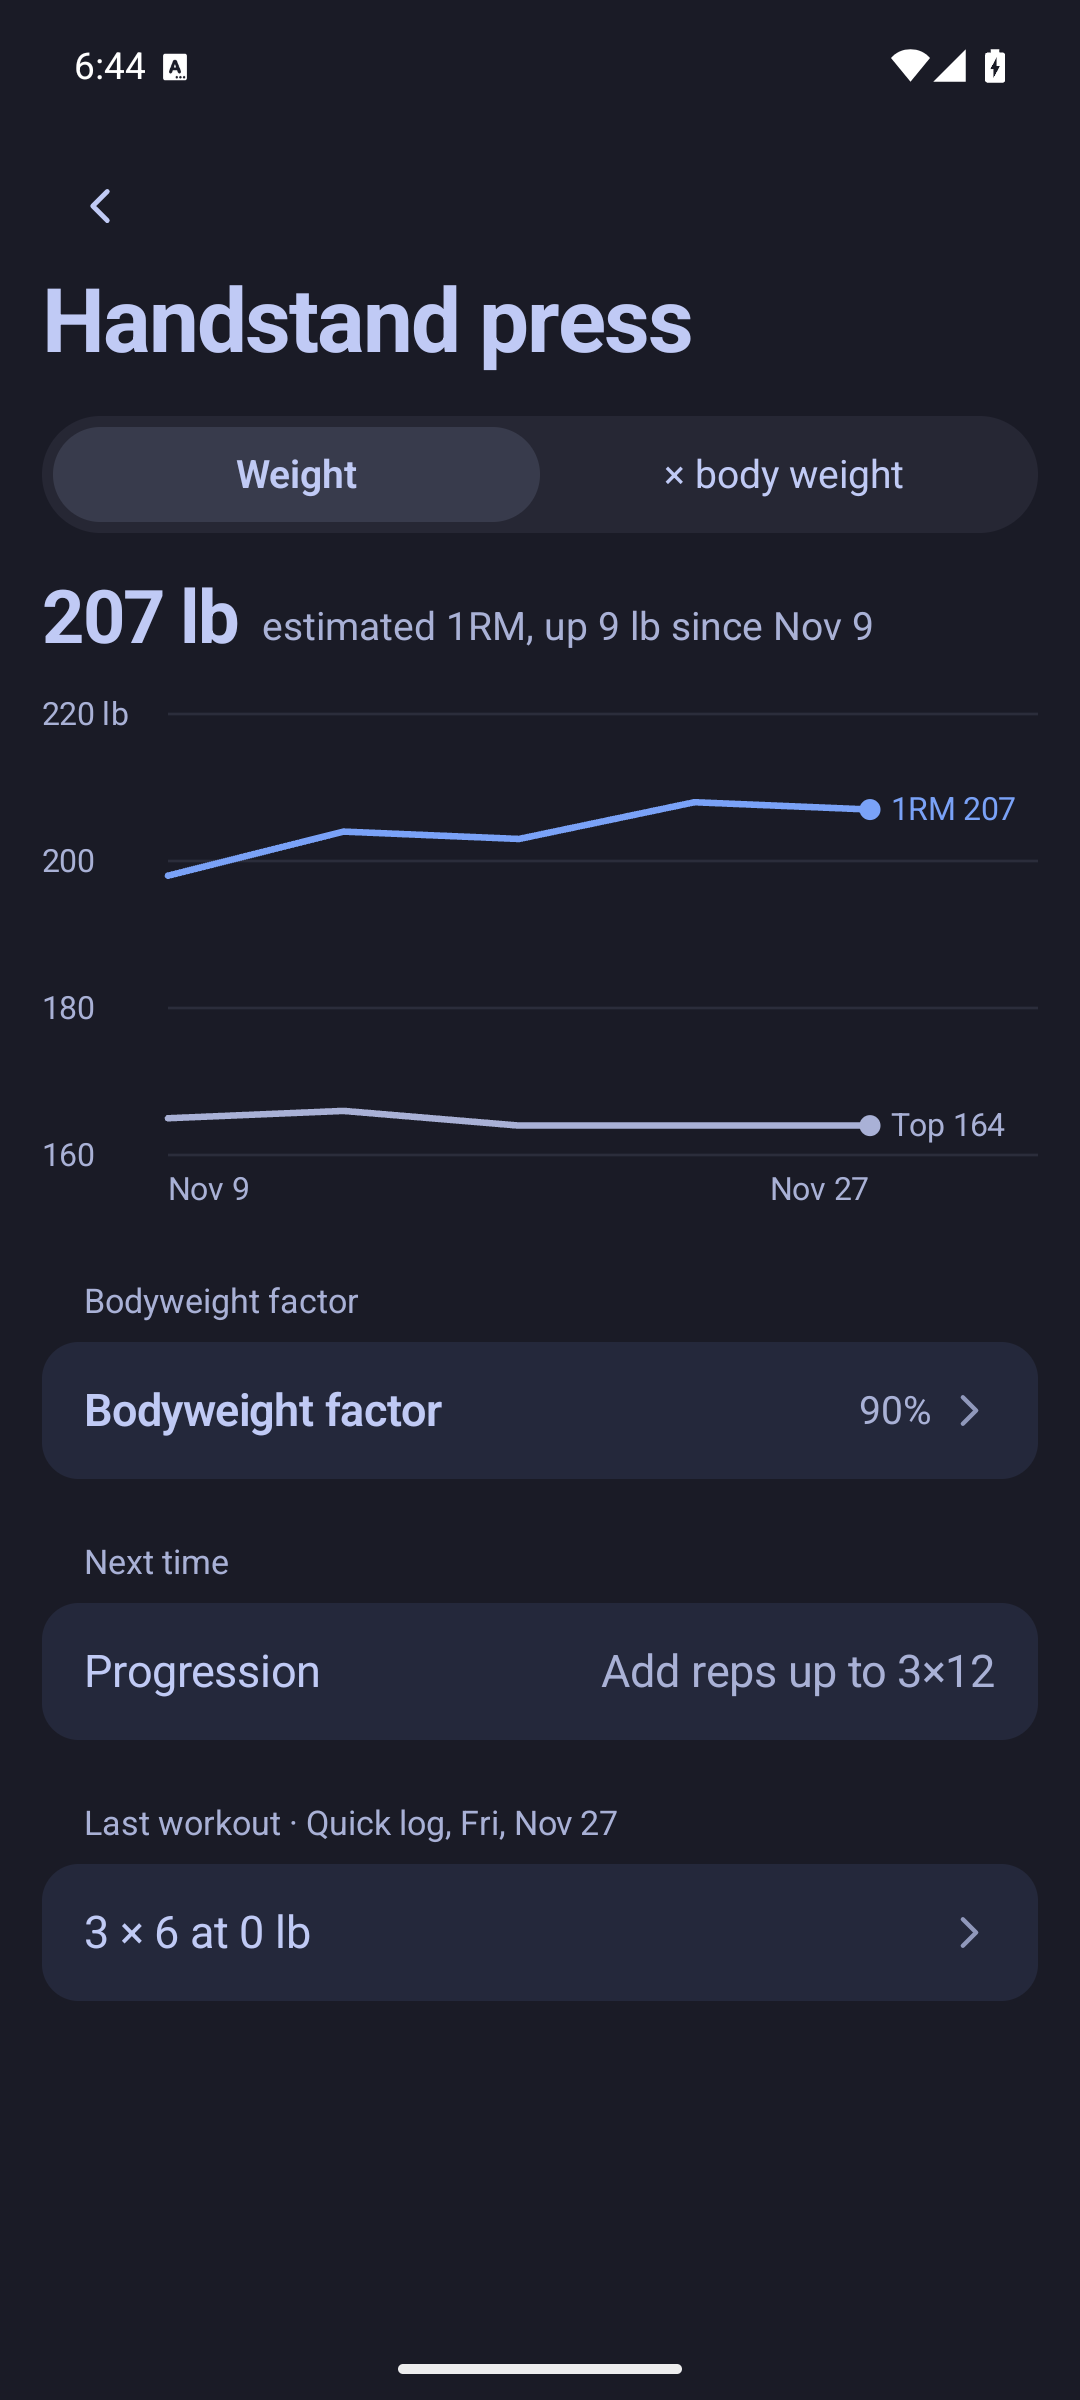 6:44
Handstand press
Weight
× body weight
207 lb estimated 1RM, up 9 lb since Nov 9
220 lb
1RM 207
200
180
Top 164
160
Nov 9
Nov 27
Bodyweight factor
Bodyweight factor 90%
Next time
Progression Add reps up to 3×12
Last workout · Quick log, Fri, Nov 27
3 × 6 at 0 lb